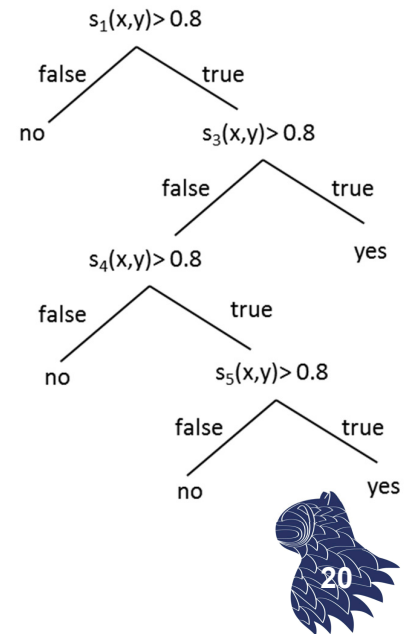 s₁(x,y)> 0.8
false true
no
s₃(x,y)> 0.8
false true
yes
s₄(x,y)> 0.8
false true
no
s₅(x,y)> 0.8
false true
no yes
20